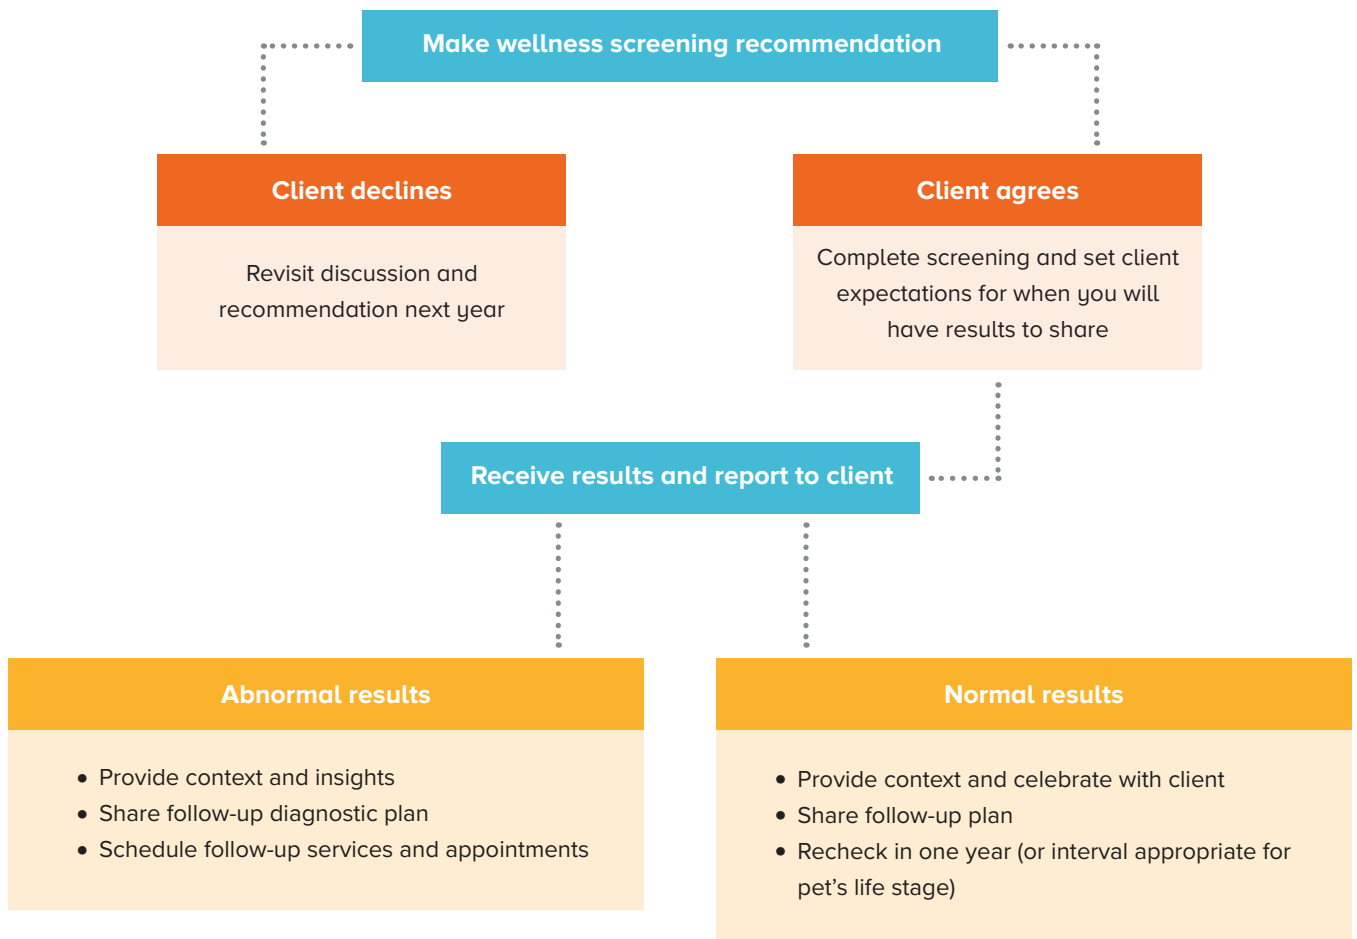 Make wellness screening recommendation
Client declines
Revisit discussion and
recommendation next year
Client agrees
Complete screening and set client
expectations for when you will
have results to share
Receive results and report to client
Abnormal results
• Provide context and insights
• Share follow-up diagnostic plan
• Schedule follow-up services and appointments
Normal results
• Provide context and celebrate with client
• Share follow-up plan
• Recheck in one year (or interval appropriate for
pet’s life stage)